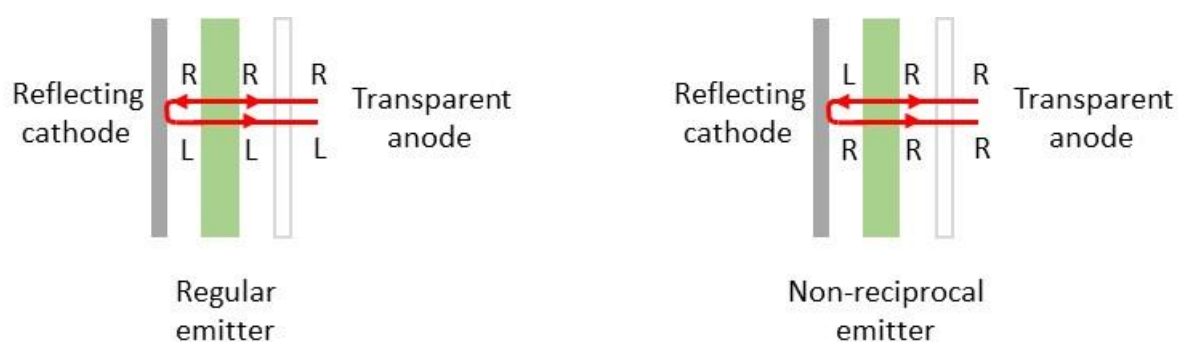 R R R
Reflecting cathode
Transparent anode
L L L
Regular emitter
L R R
Reflecting cathode
Transparent anode
R R R
Non-reciprocal emitter